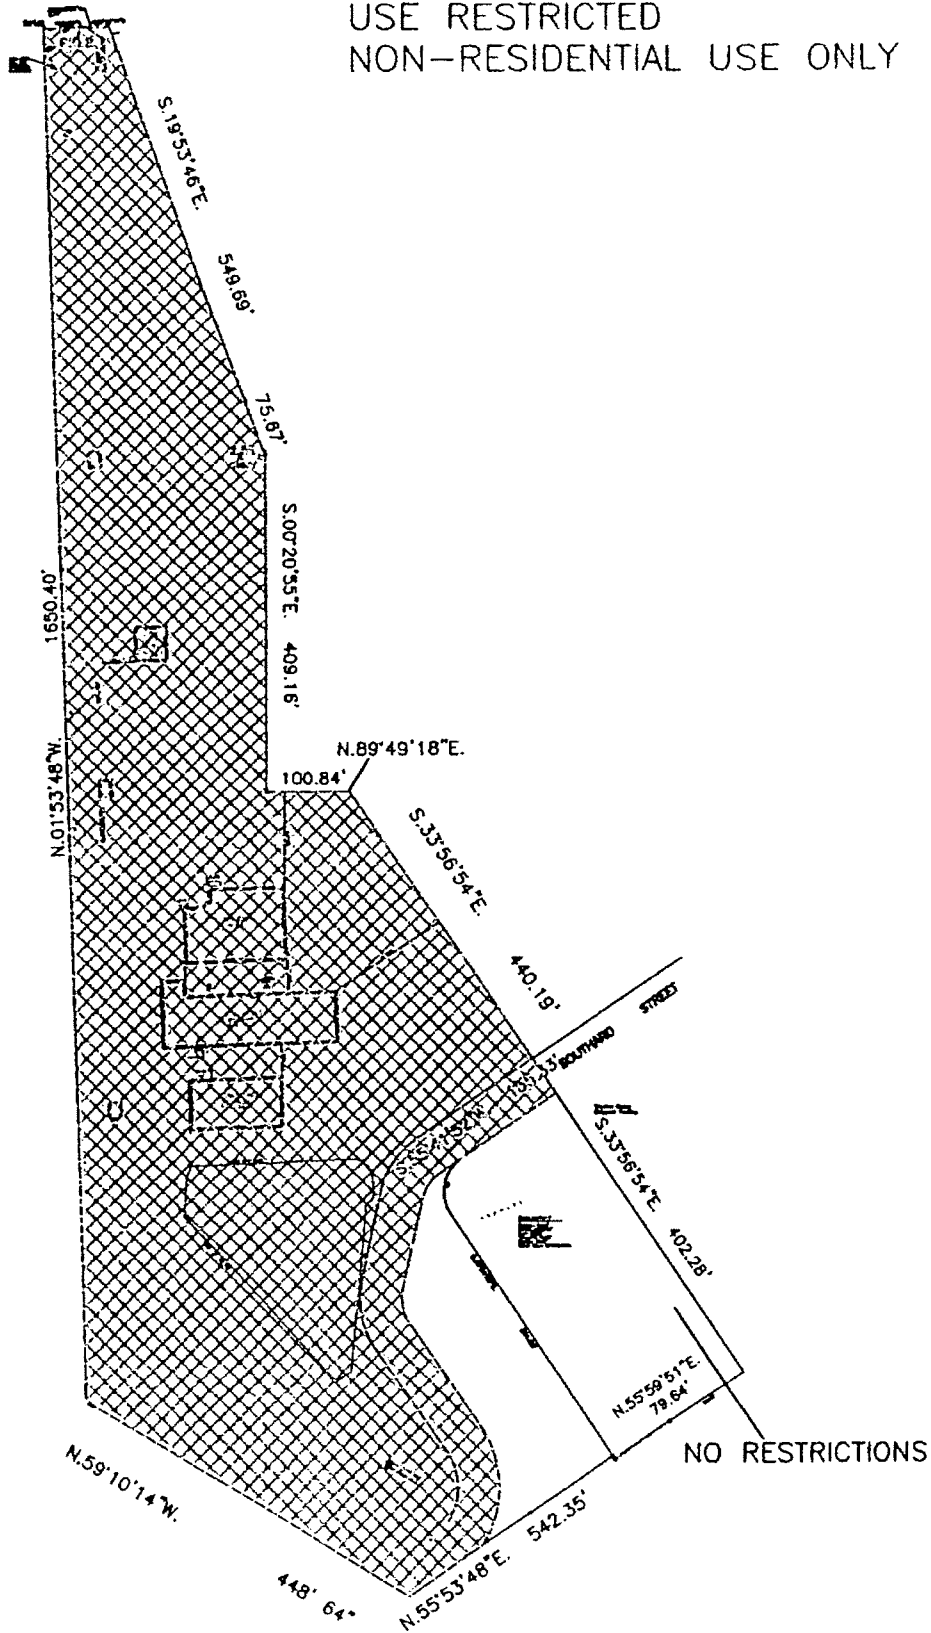 USE RESTRICTED
NON-RESIDENTIAL USE ONLY
S.19°53'46"E.
549.69'
75.67'
S.00°20'55"E. 409.16'
1650.40'
N.01°53'48"W.
N.89°49'18"E.
100.84'
S.33°56'54"E.
440.19'
SOUTHARD STREET
S.33°56'54"E. 402.28'
N.55°59'51"E.
79.64'
NO RESTRICTIONS
N.59°10'14"W.
448' 64"
N.55°53'48"E. 542.35'